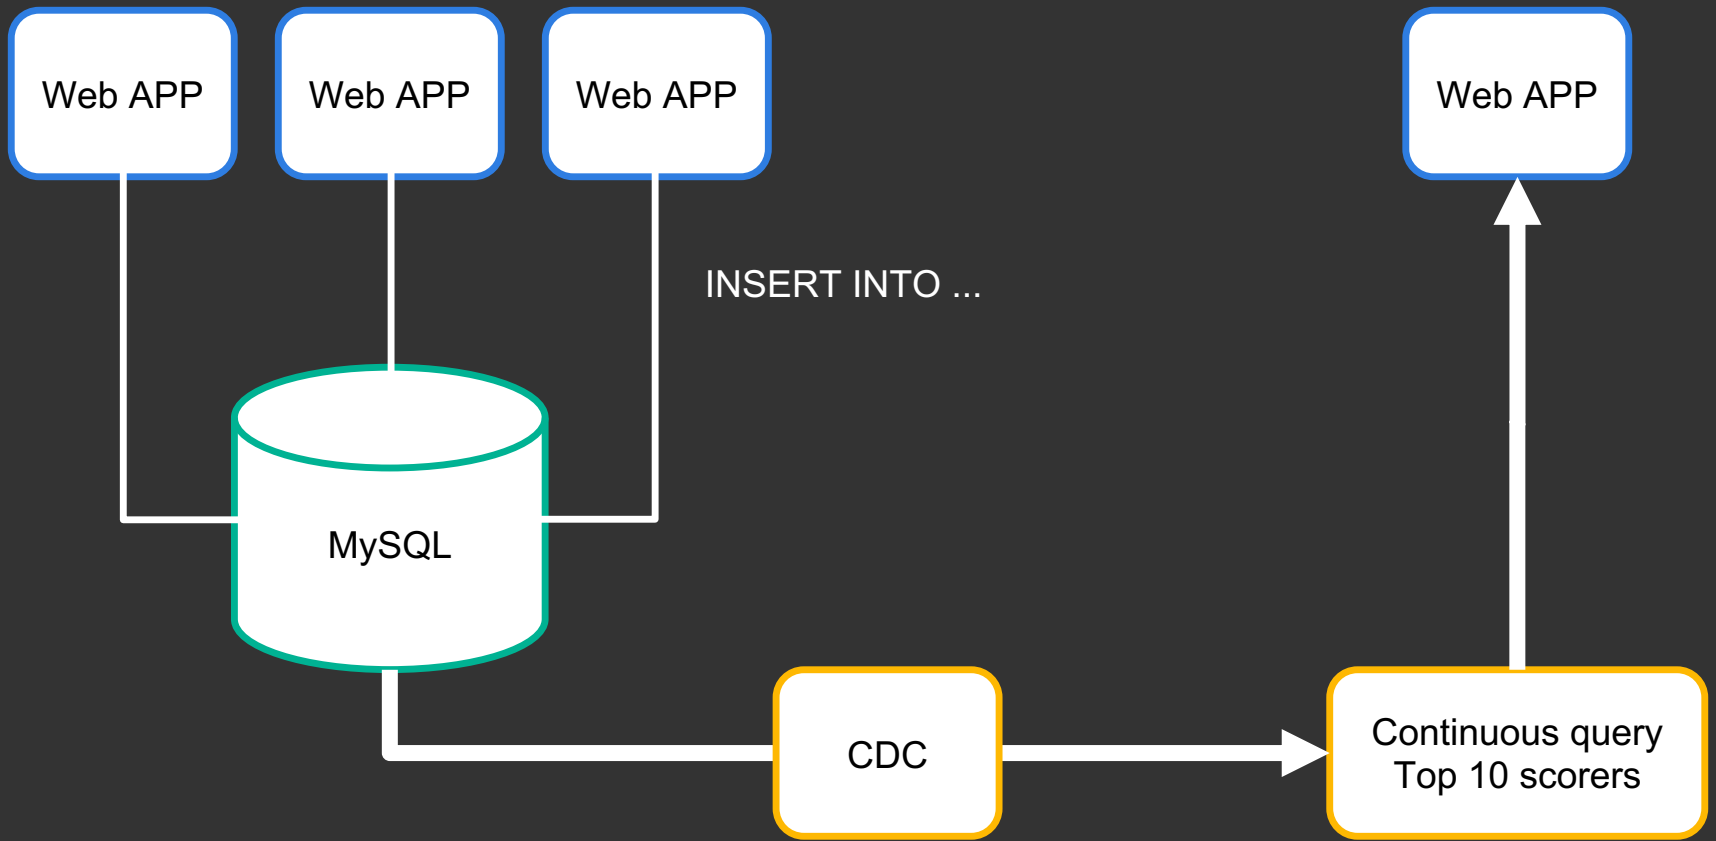 Web APP
Web APP
Web APP
Web APP
INSERT INTO ...
MySQL
CDC
Continuous query
Top 10 scorers